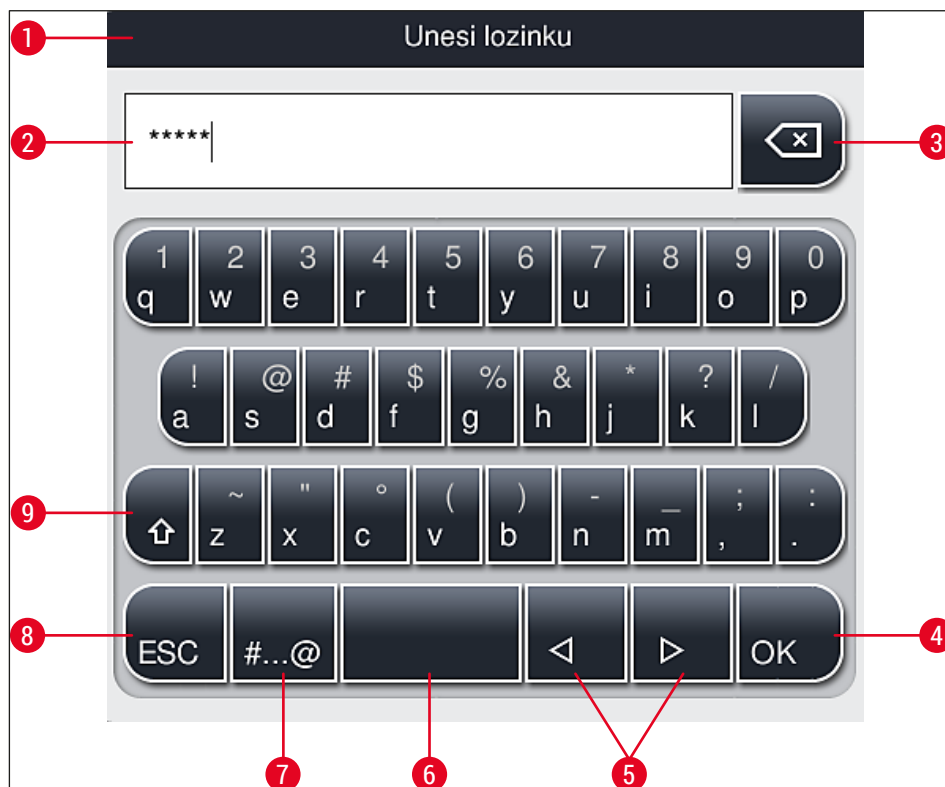 1 Unesi lozinku
2 ***** 3
1 2 3 4 5 6 7 8 9 0
q w e r t y u i o p
! @ # $ % & * ? /
a s d f g h j k l
9 ~ " ° ( ) - _ ; :
z x c v b n m , .
8 ESC #...@ OK 4
7 6 5